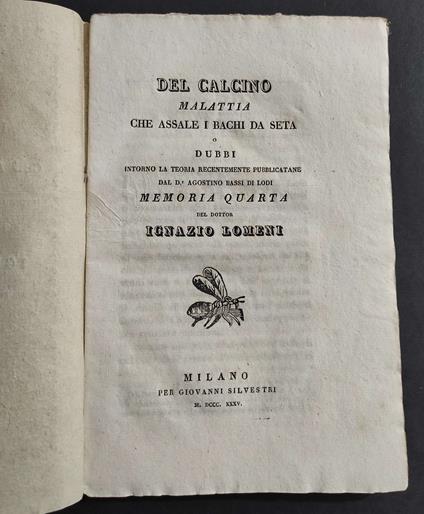 DEL CALCINO
MALATTIA
CHE ASSALE I BACHI DA SETA
O
DUBBI
INTORNO LA TEORIA RECENTEMENTE PUBBLICATANE
DAL D.r AGOSTINO BASSI DI LODI
MEMORIA QUARTA
DEL DOTTOR
IGNAZIO LOMENI
MILANO
PER GIOVANNI SILVESTRI
M. DCCC. XXXV.